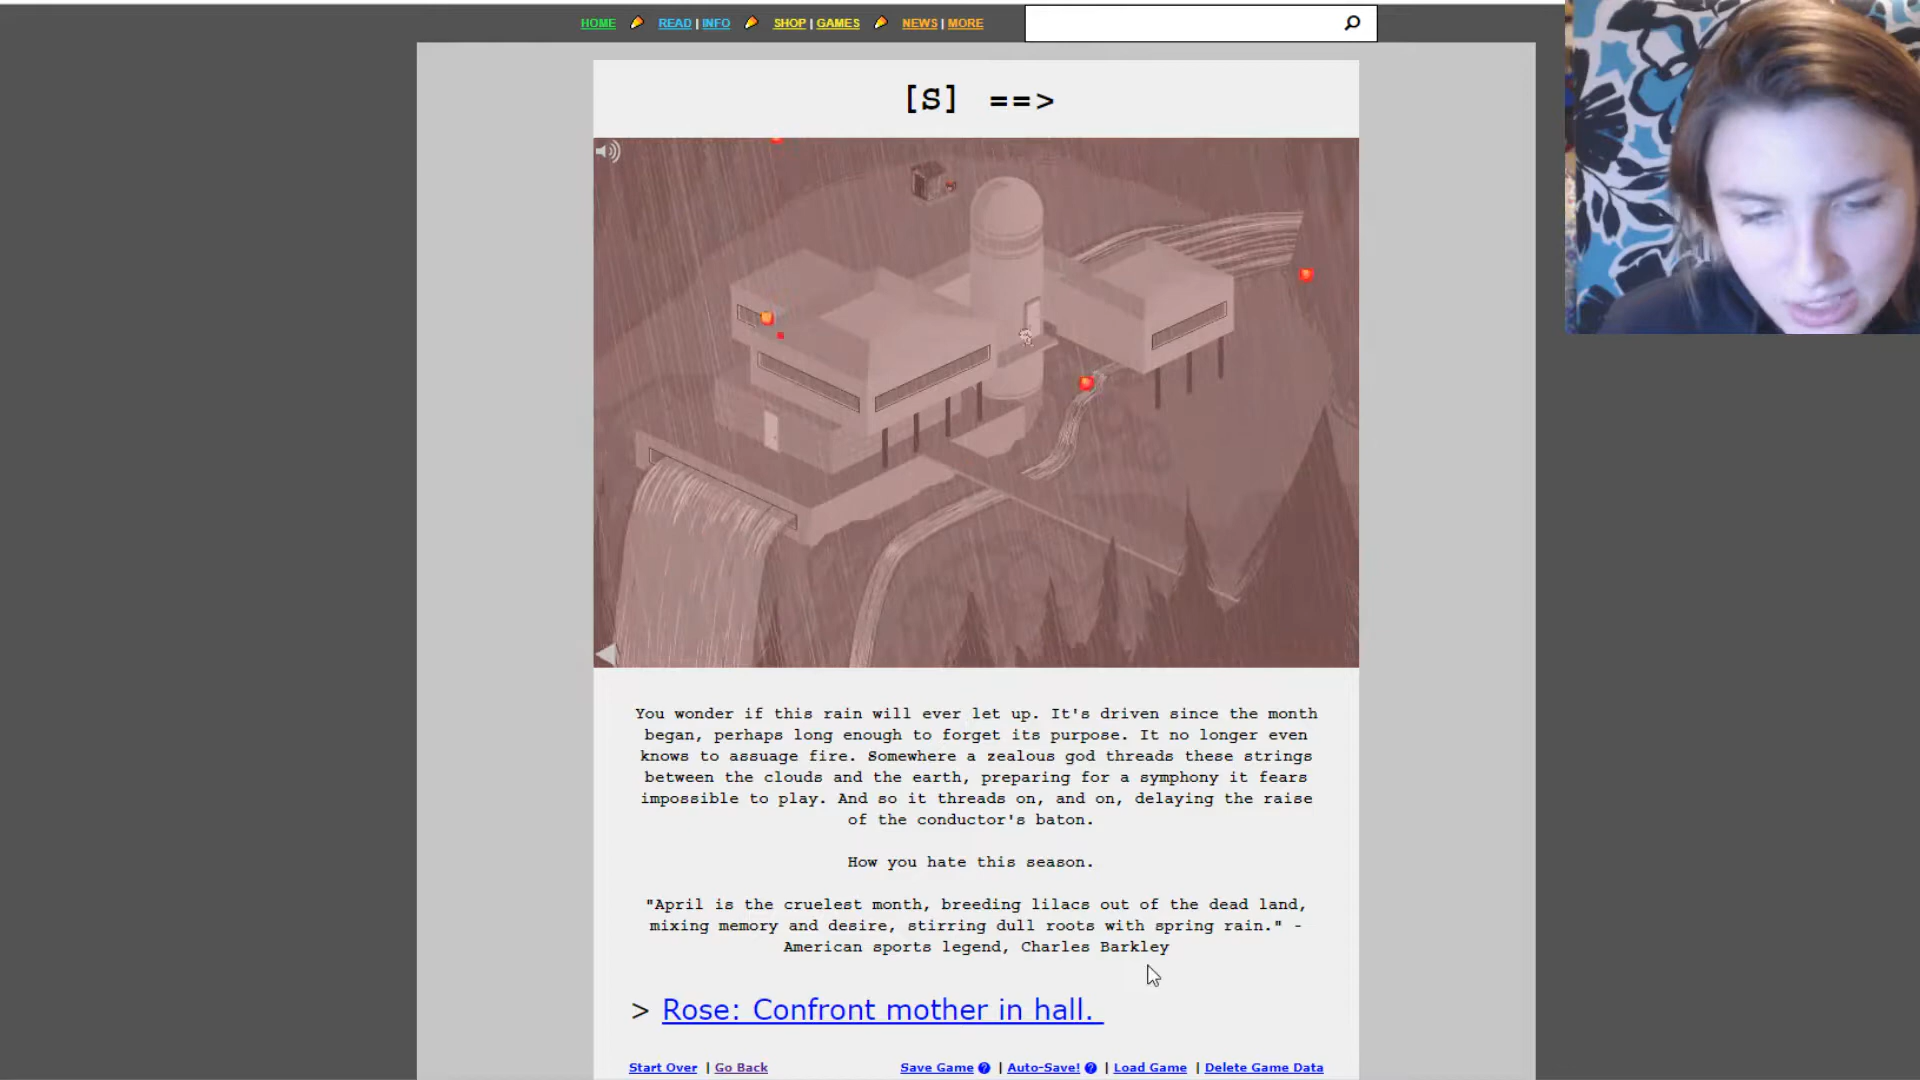 HOME READ | INFO SHOP | GAMES NEWS | MORE
[S] ==>
You wonder if this rain will ever let up. It's driven since the month
began, perhaps long enough to forget its purpose. It no longer even
knows to assuage fire. Somewhere a zealous god threads these strings
between the clouds and the earth, preparing for a symphony it fears
impossible to play. And so it threads on, and on, delaying the raise
of the conductor's baton.
How you hate this season.
"April is the cruelest month, breeding lilacs out of the dead land,
mixing memory and desire, stirring dull roots with spring rain." -
American sports legend, Charles Barkley
> Rose: Confront mother in hall.
Start Over | Go Back Save Game ? | Auto-Save! ? | Load Game | Delete Game Data